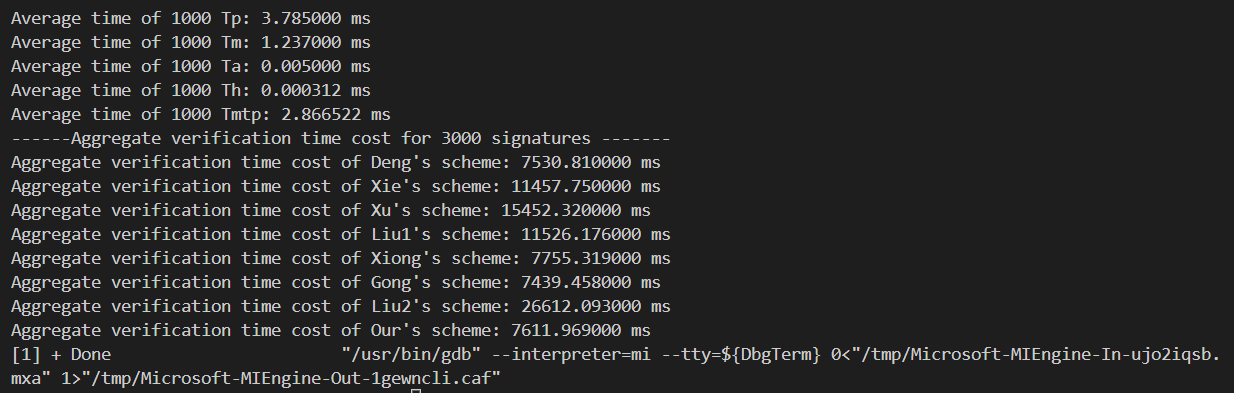 Average time of 1000 Tp: 3.785000 ms
Average time of 1000 Tm: 1.237000 ms
Average time of 1000 Ta: 0.005000 ms
Average time of 1000 Th: 0.000312 ms
Average time of 1000 Tmtp: 2.866522 ms
------Aggregate verification time cost for 3000 signatures -------
Aggregate verification time cost of Deng's scheme: 7530.810000 ms
Aggregate verification time cost of Xie's scheme: 11457.750000 ms
Aggregate verification time cost of Xu's scheme: 15452.320000 ms
Aggregate verification time cost of Liu1's scheme: 11526.176000 ms
Aggregate verification time cost of Xiong's scheme: 7755.319000 ms
Aggregate verification time cost of Gong's scheme: 7439.458000 ms
Aggregate verification time cost of Liu2's scheme: 26612.093000 ms
Aggregate verification time cost of Our's scheme: 7611.969000 ms
[1] + Done                       "/usr/bin/gdb" --interpreter=mi --tty=${DbgTerm} 0<"/tmp/Microsoft-MIEngine-In-ujo2iqsb.
mxa" 1>"/tmp/Microsoft-MIEngine-Out-1gewncli.caf"